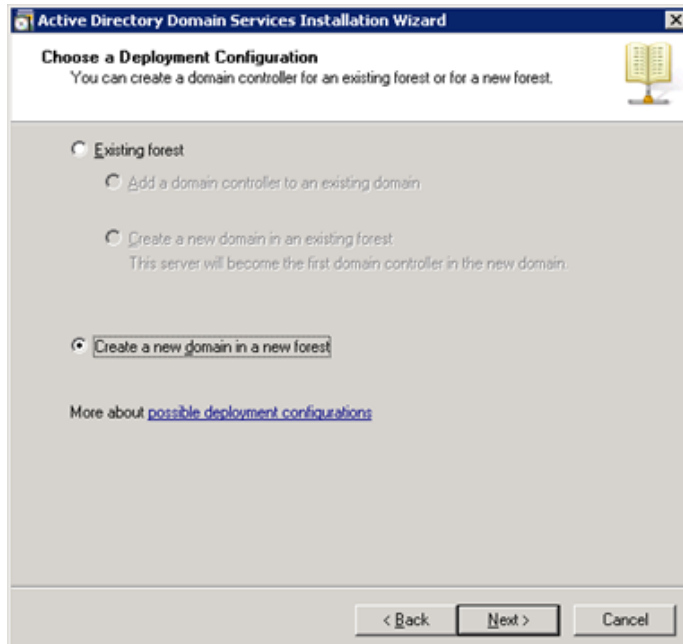 Active Directory Domain Services Installation Wizard
Choose a Deployment Configuration
You can create a domain controller for an existing forest or for a new forest.
Existing forest
Add a domain controller to an existing domain
Create a new domain in an existing forest
This server will become the first domain controller in the new domain.
Create a new domain in a new forest
More about possible deployment configurations
< Back Next > Cancel